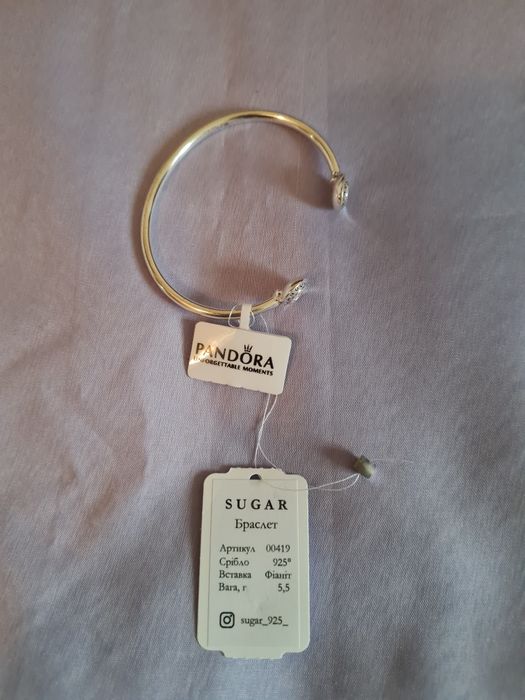 PANDORA
UNFORGETTABLE MOMENTS
SUGAR
Браслет
Артикул 00419
Срібло 925°
Вставка Фіаніт
Вага, г 5,5
sugar_925_